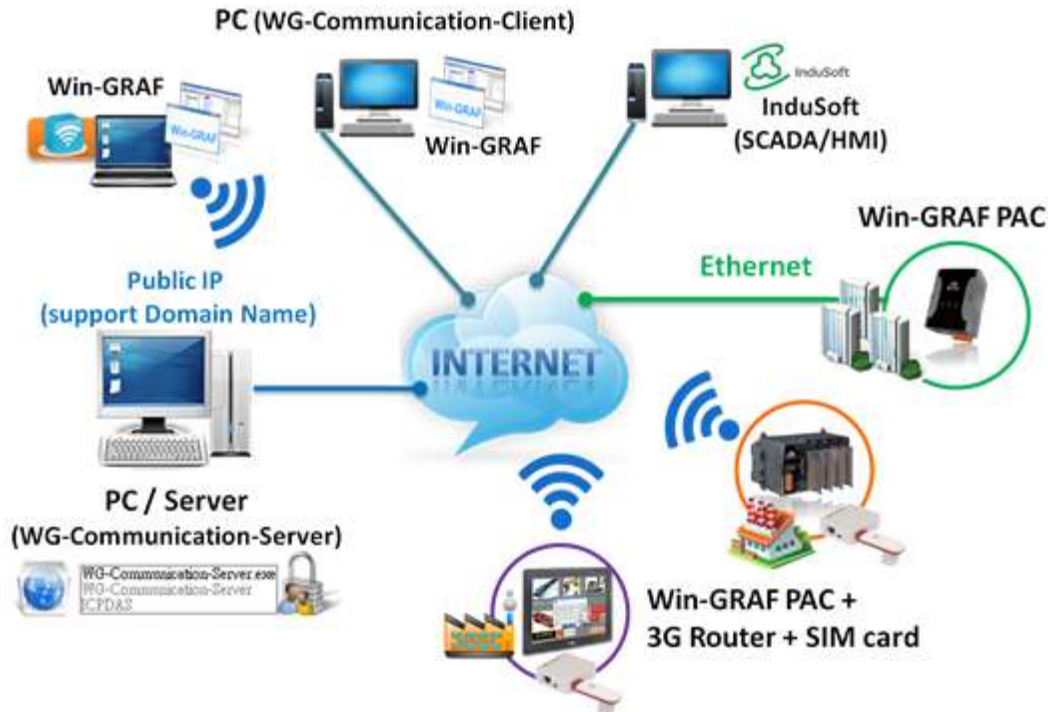 PC (WG-Communication-Client)
Win-GRAF
Win-GRAF
Win-GRAF
Win-GRAF
InduSoft
InduSoft
(SCADA/HMI)
Win-GRAF PAC
Ethernet
Public IP
(support Domain Name)
INTERNET
PC / Server
(WG-Communication-Server)
WG-Communication-Server.exe
WG-Communication-Server
ICPDAS
Win-GRAF PAC +
3G Router + SIM card